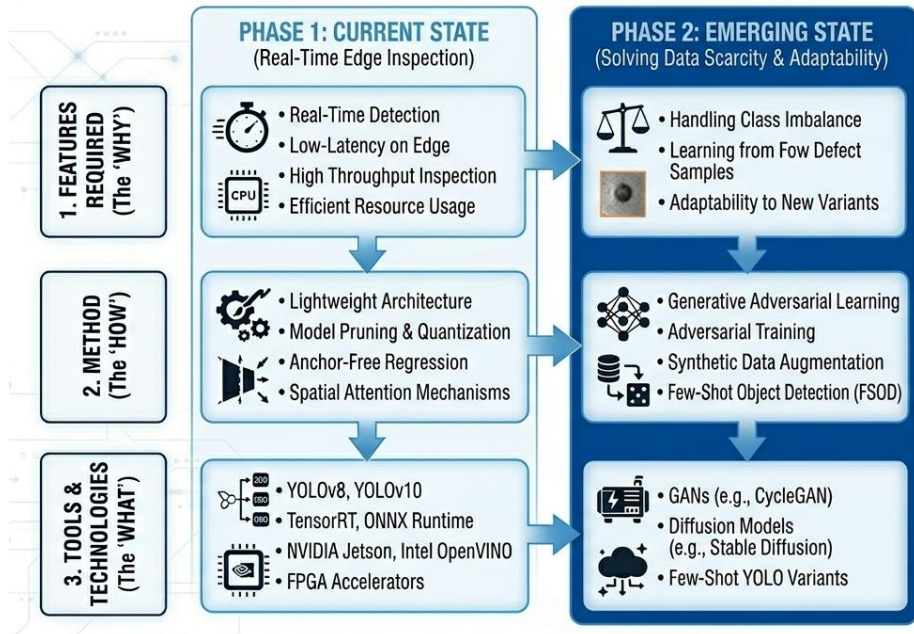 PHASE 1: CURRENT STATE
(Real-Time Edge Inspection)
PHASE 2: EMERGING STATE
(Solving Data Scarcity & Adaptability)
1. FEATURES
REQUIRED
(The 'WHY')
• Real-Time Detection
• Low-Latency on Edge
• High Throughput Inspection
• Efficient Resource Usage
CPU
• Handling Class Imbalance
• Learning from Fow Defect
Samples
• Adaptability to New Variants
2. METHOD
(The 'HOW')
• Lightweight Architecture
• Model Pruning & Quantization
• Anchor-Free Regression
• Spatial Attention Mechanisms
• Generative Adversarial Learning
• Adversarial Training
• Synthetic Data Augmentation
• Few-Shot Object Detection (FSOD)
3. TOOLS &
TECHNOLOGIES
(The 'WHAT')
• YOLOv8, YOLOv10
• TensorRT, ONNX Runtime
• NVIDIA Jetson, Intel OpenVINO
• FPGA Accelerators
• GANs (e.g., CycleGAN)
• Diffusion Models
(e.g., Stable Diffusion)
• Few-Shot YOLO Variants